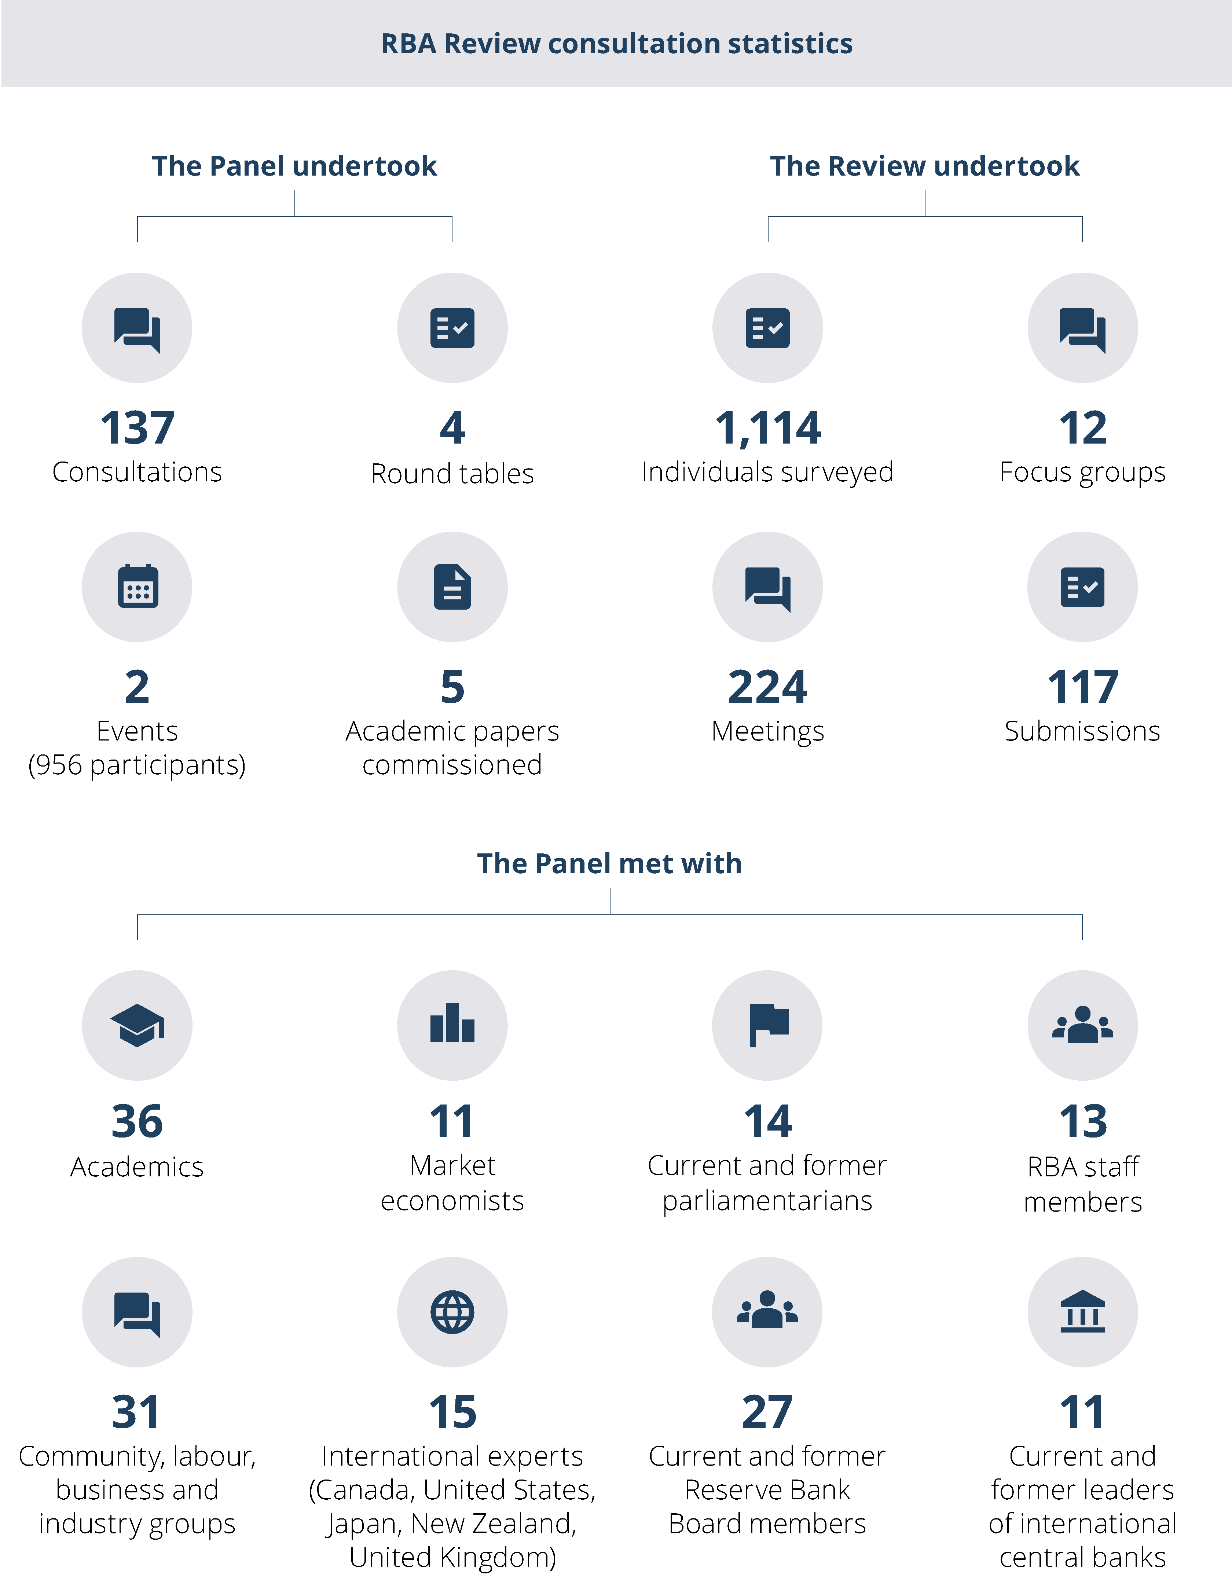 RBA Review consultation statistics
The Panel undertook
The Review undertook
137
Consultations
4
Round tables
1,114
Individuals surveyed
12
Focus groups
2
Events
(956 participants)
5
Academic papers
commissioned
224
Meetings
117
Submissions
The Panel met with
36
Academics
11
Market
economists
14
Current and former
parliamentarians
13
RBA staff
members
31
Community, labour,
business and
industry groups
15
International experts
(Canada, United States,
Japan, New Zealand,
United Kingdom)
27
Current and former
Reserve Bank
Board members
11
Current and
former leaders
of international
central banks